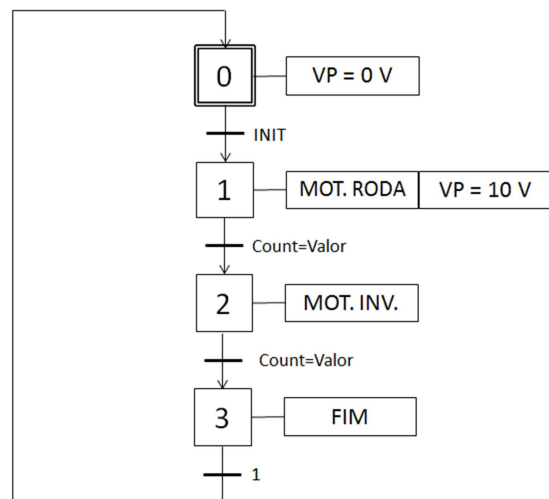 0 VP = 0 V
INIT
1 MOT. RODA VP = 10 V
Count=Valor
2 MOT. INV.
Count=Valor
3 FIM
1